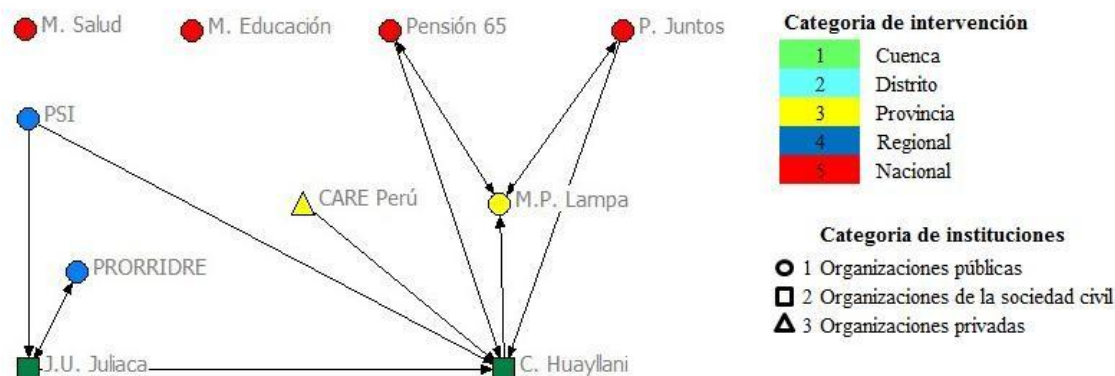 M. Salud
M. Educación
Pensión 65
P. Juntos
PSI
CARE Perú
M.P. Lampa
PRORRIDRE
J.U. Juliaca
C. Huayllani
Categoria de intervención
1 Cuenca
2 Distrito
3 Provincia
4 Regional
5 Nacional
Categoria de instituciones
1 Organizaciones públicas
2 Organizaciones de la sociedad civil
3 Organizaciones privadas